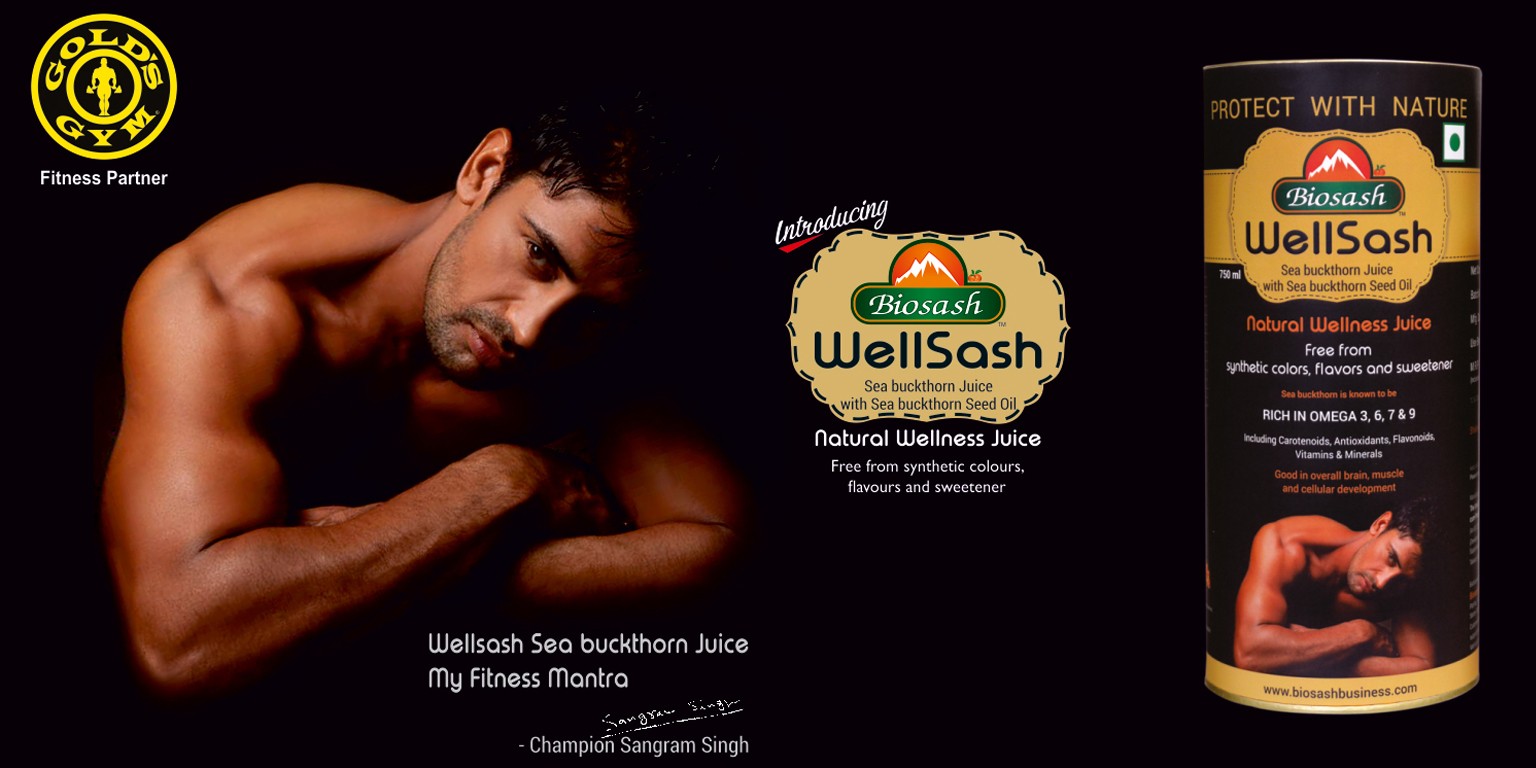 GOLD'S GYM
Fitness Partner
Introducing
Biosash
TM
WellSash
Sea buckthorn Juice
with Sea buckthorn Seed Oil
Natural Wellness Juice
Free from synthetic colours,
flavours and sweetener
Wellsash Sea buckthorn Juice
My Fitness Mantra
Sangram Singh
- Champion Sangram Singh
PROTECT WITH NATURE
Biosash
TM
WellSash
750 ml
Sea buckthorn Juice
with Sea buckthorn Seed Oil
Natural Wellness Juice
Free from
synthetic colors, flavors and sweetener
Sea buckthorn is known to be
RICH IN OMEGA 3, 6, 7 & 9
Including Carotenoids, Antioxidants, Flavonoids,
Vitamins & Minerals
Good in overall brain, muscle
and cellular development
www.biosashbusiness.com